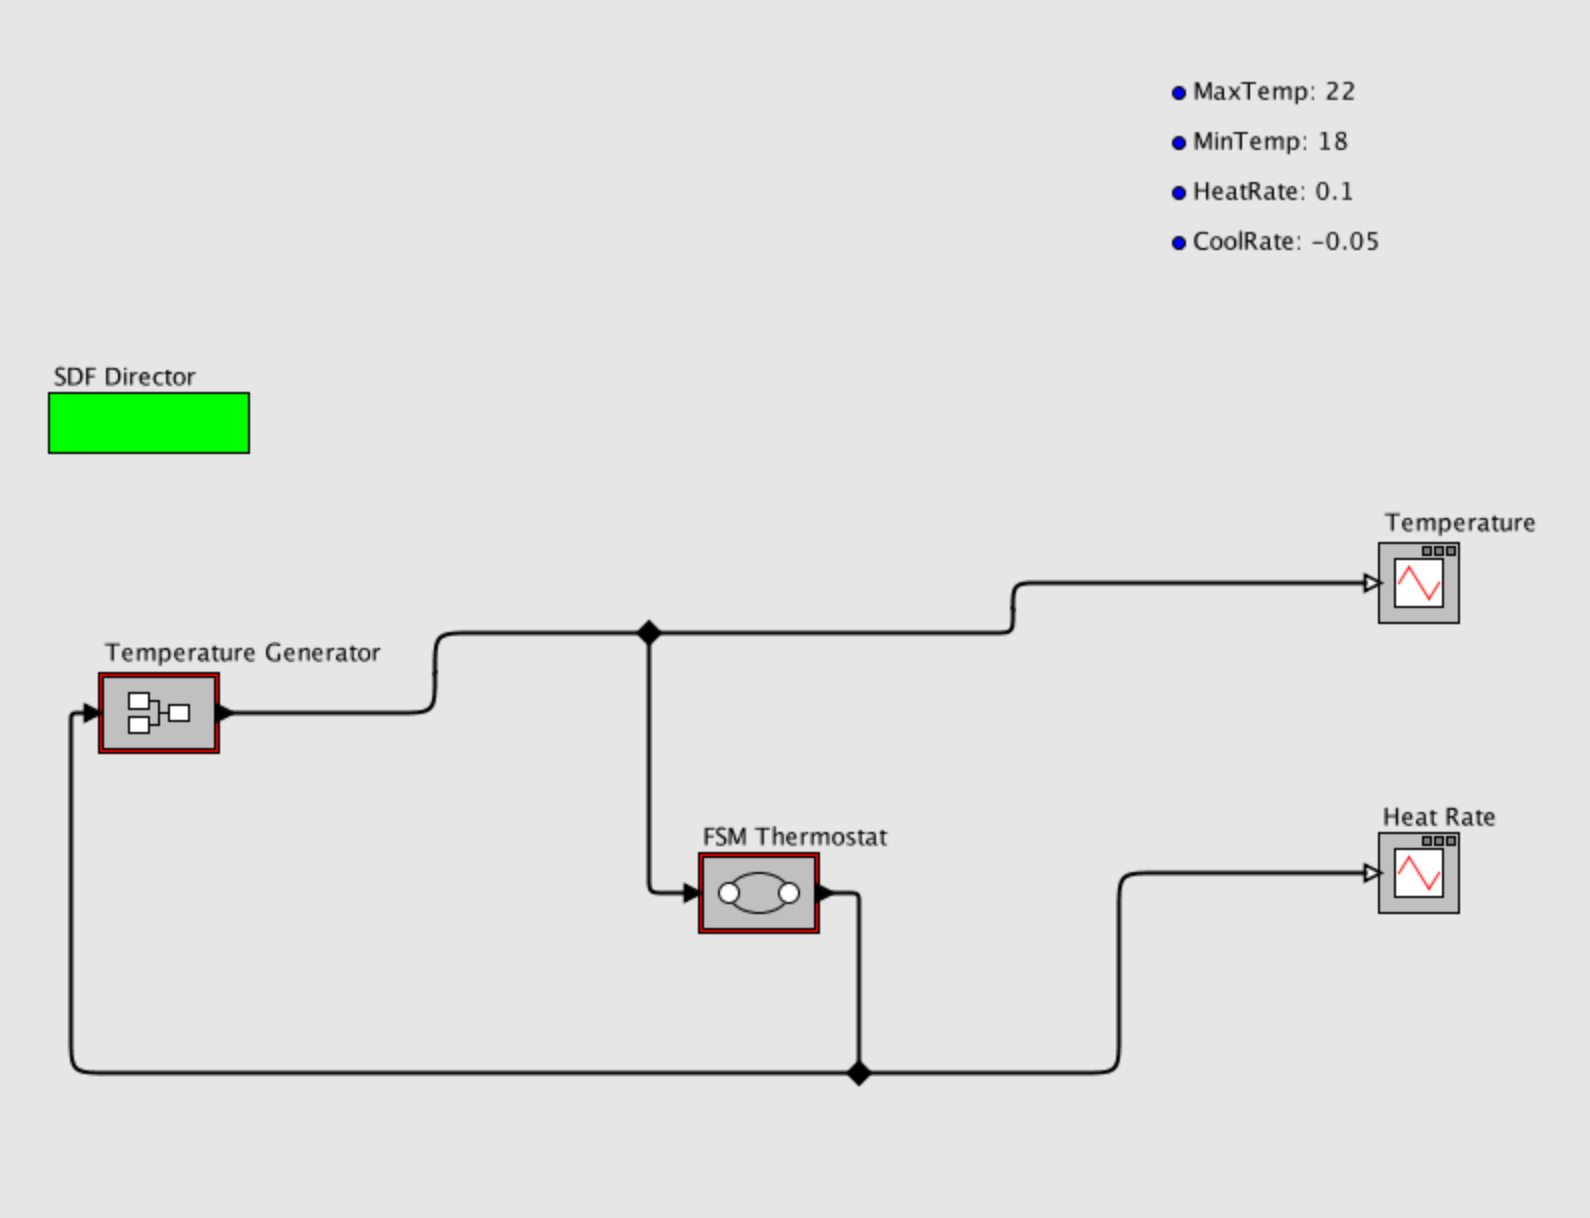 MaxTemp: 22
MinTemp: 18
HeatRate: 0.1
CoolRate: -0.05
SDF Director
Temperature
Temperature Generator
Heat Rate
FSM Thermostat